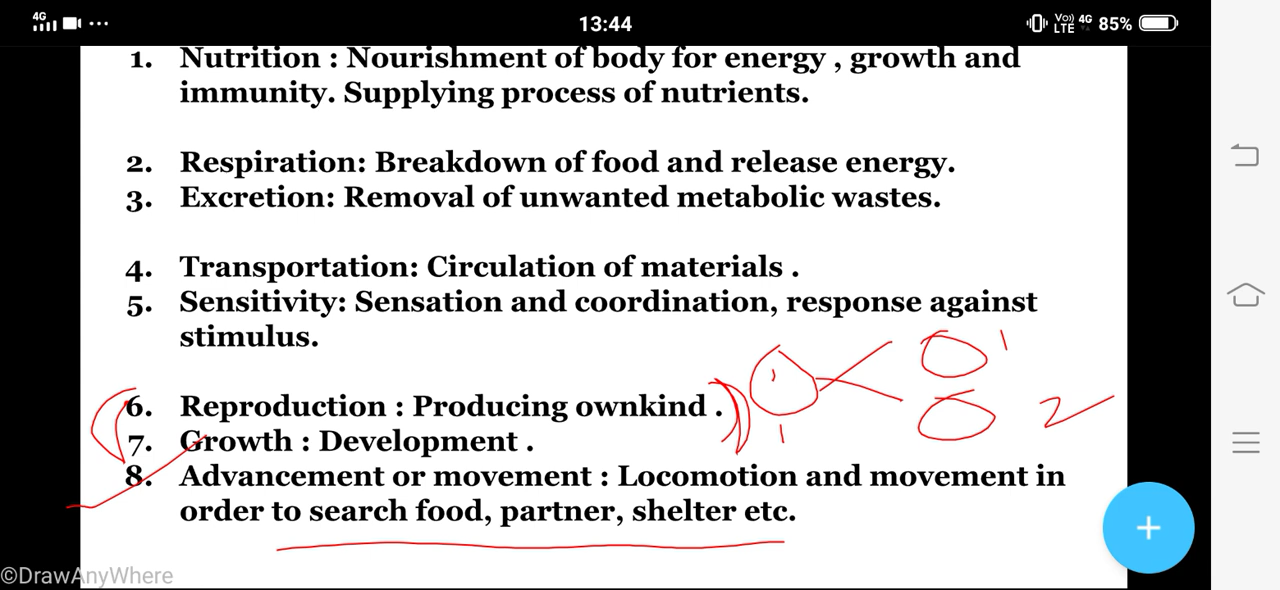 4G
13:44
Vo)) 4G
LTE
85%
1. Nutrition : Nourishment of body for energy , growth and
immunity. Supplying process of nutrients.
2. Respiration: Breakdown of food and release energy.
3. Excretion: Removal of unwanted metabolic wastes.
4. Transportation: Circulation of materials .
5. Sensitivity: Sensation and coordination, response against
stimulus.
6. Reproduction : Producing ownkind .
7. Growth : Development .
8. Advancement or movement : Locomotion and movement in
order to search food, partner, shelter etc.
2
©DrawAnyWhere